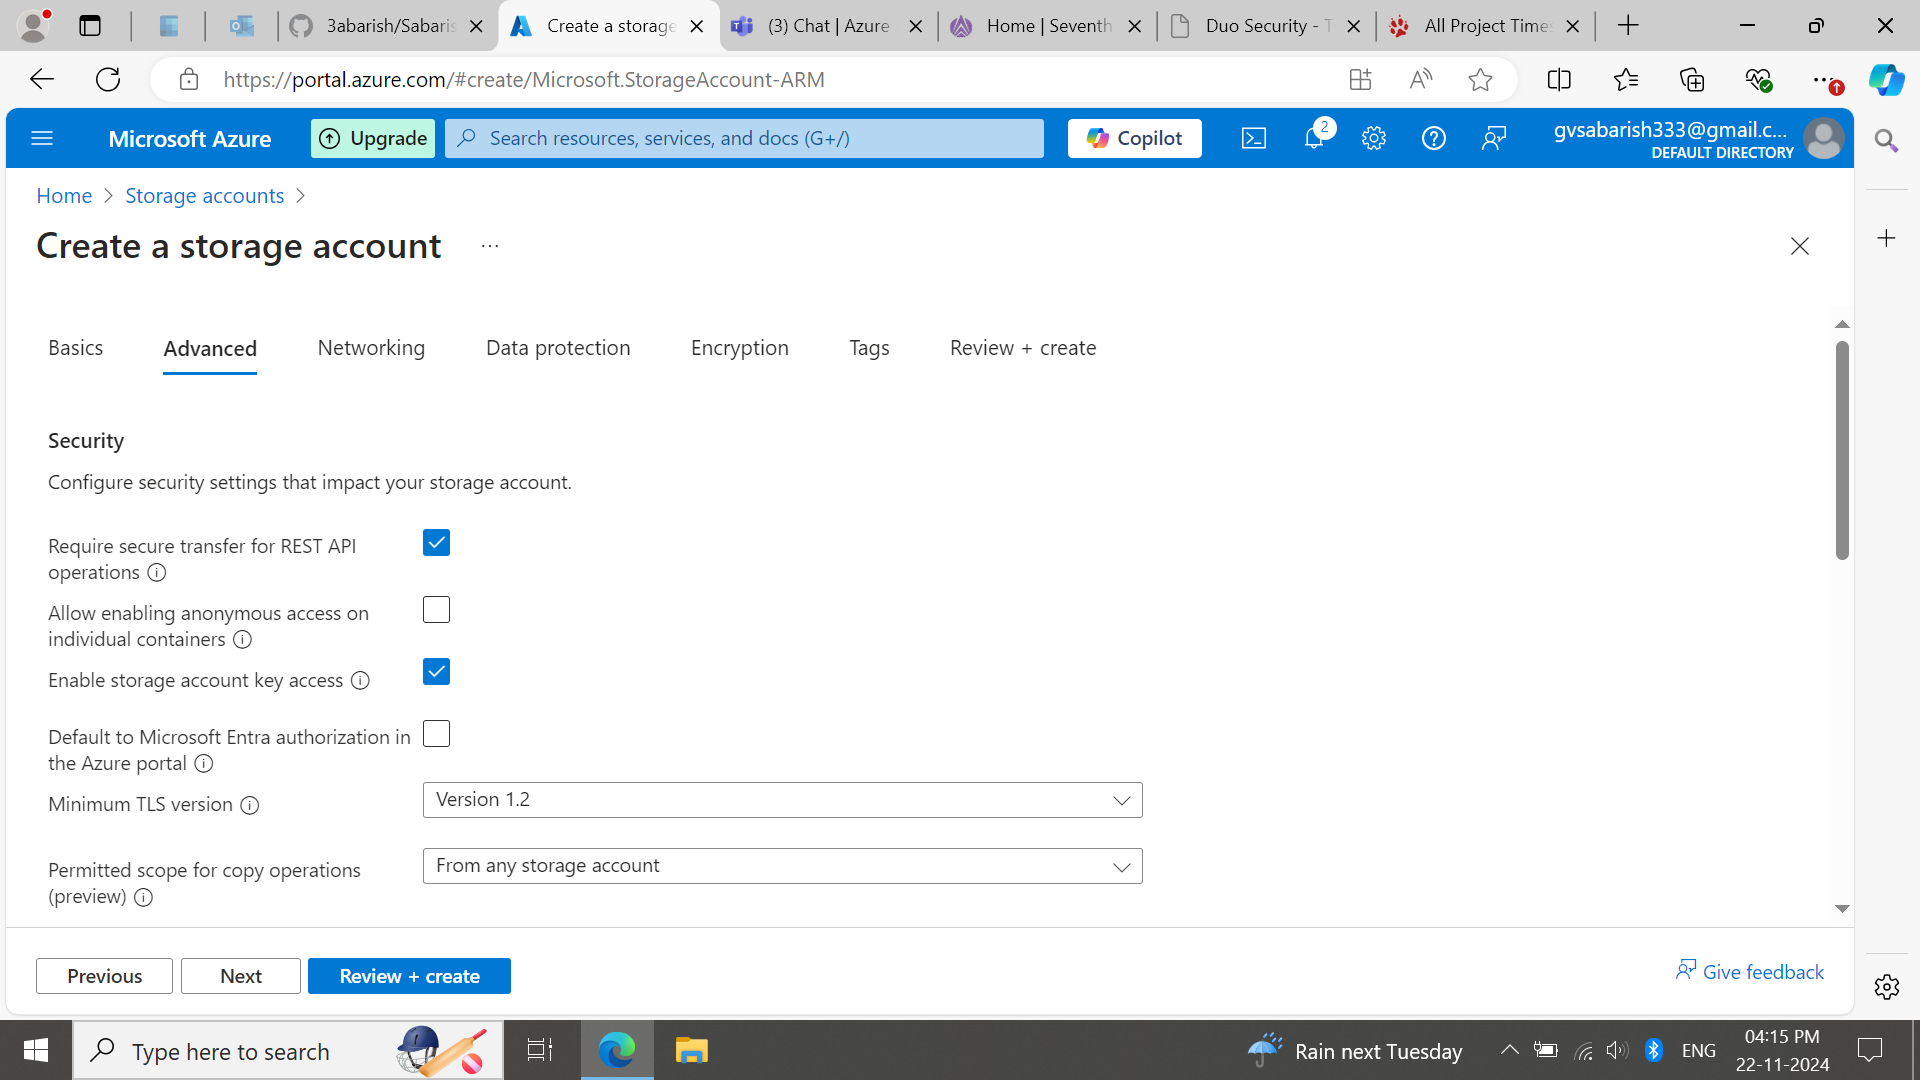 3abarish/Sabaris
Create a storage
(3) Chat | Azure
Home | Seventh
Duo Security - T
All Project Time
https://portal.azure.com/#create/Microsoft.StorageAccount-ARM
Microsoft Azure
Upgrade
Search resources, services, and docs (G+/)
Copilot
2
gvsabarish333@gmail.c...
DEFAULT DIRECTORY
Home > Storage accounts >
Create a storage account ...
Basics
Advanced
Networking
Data protection
Encryption
Tags
Review + create
Security
Configure security settings that impact your storage account.
Require secure transfer for REST API
operations
Allow enabling anonymous access on
individual containers
Enable storage account key access
Default to Microsoft Entra authorization in
the Azure portal
Minimum TLS version
Version 1.2
Permitted scope for copy operations
(preview)
From any storage account
Previous
Next
Review + create
Give feedback
Type here to search
Rain next Tuesday
ENG
04:15 PM
22-11-2024